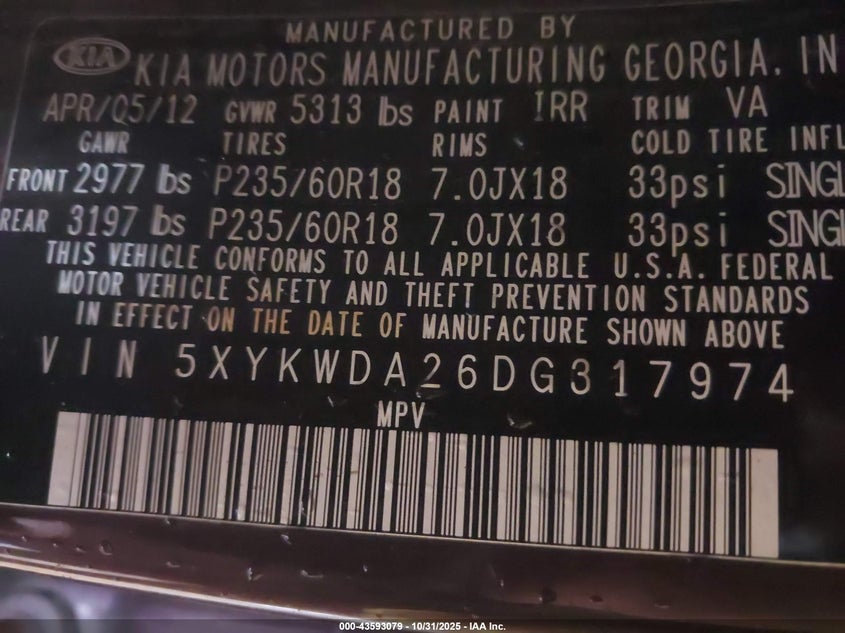 MANUFACTURED BY
KIA KIA MOTORS MANUFACTURING GEORGIA, IN
APR/05/12 GVWR 5313 lbs PAINT IRR TRIM VA
GAWR TIRES RIMS COLD TIRE INFL
FRONT 2977 lbs P235/60R18 7.0JX18 33psi SINGL
REAR 3197 lbs P235/60R18 7.0JX18 33psi SINGL
THIS VEHICLE CONFORMS TO ALL APPLICABLE U.S.A. FEDERAL
MOTOR VEHICLE SAFETY AND THEFT PREVENTION STANDARDS
IN EFFECT ON THE DATE OF MANUFACTURE SHOWN ABOVE
VIN 5XYKWDA26DG317974
MPV
000-43593079 - 10/31/2025 - IAA Inc.